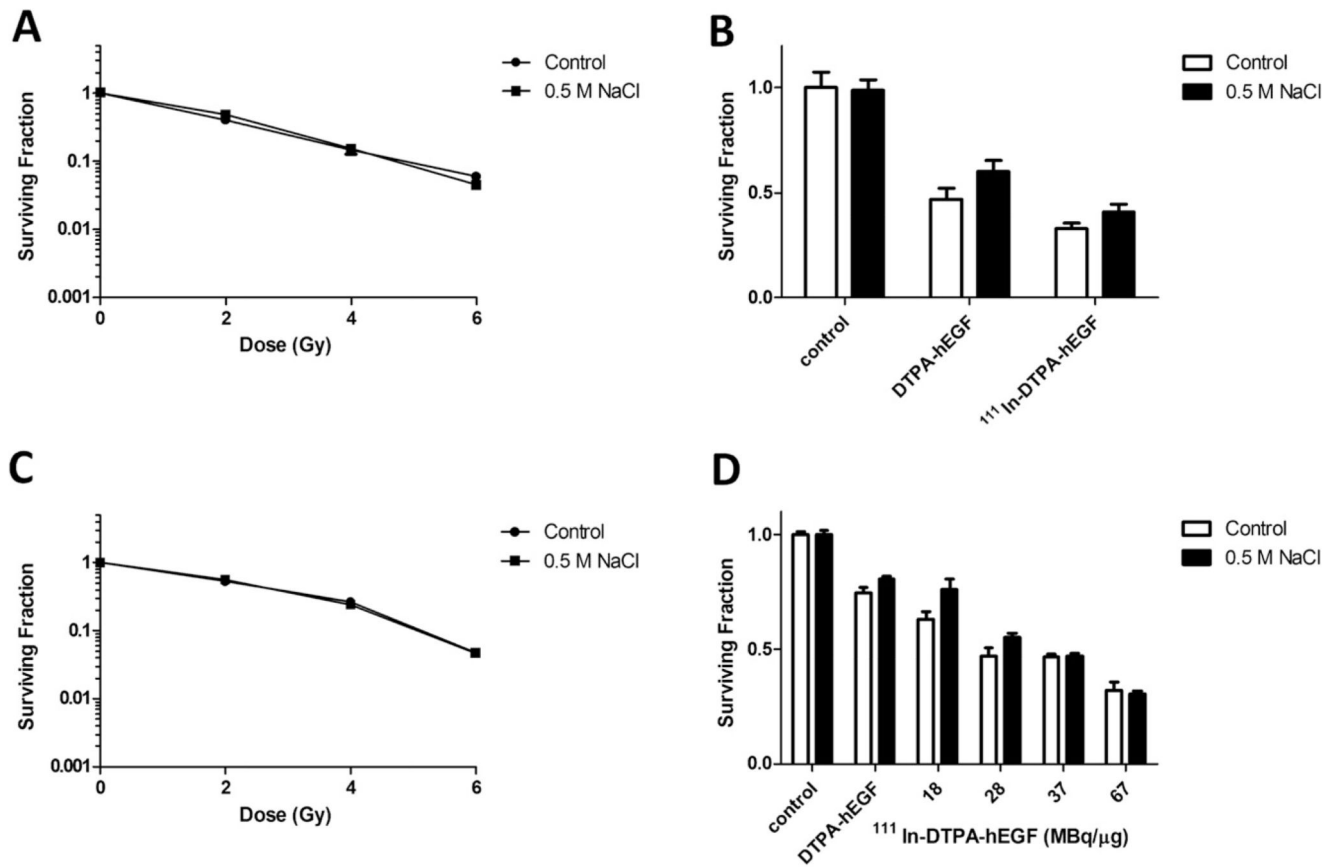 A
Surviving Fraction
1
0.1
0.01
0.001
0
2
4
6
Dose (Gy)
Control
0.5 M NaCl
B
Surviving Fraction
1.0
0.5
0.0
control
DTPA-hEGF
¹¹¹In-DTPA-hEGF
Control
0.5 M NaCl
C
Surviving Fraction
1
0.1
0.01
0.001
0
2
4
6
Dose (Gy)
Control
0.5 M NaCl
D
Surviving Fraction
1.0
0.5
0.0
control
DTPA-hEGF
18
28
37
67
¹¹¹ In-DTPA-hEGF (MBq/μg)
Control
0.5 M NaCl